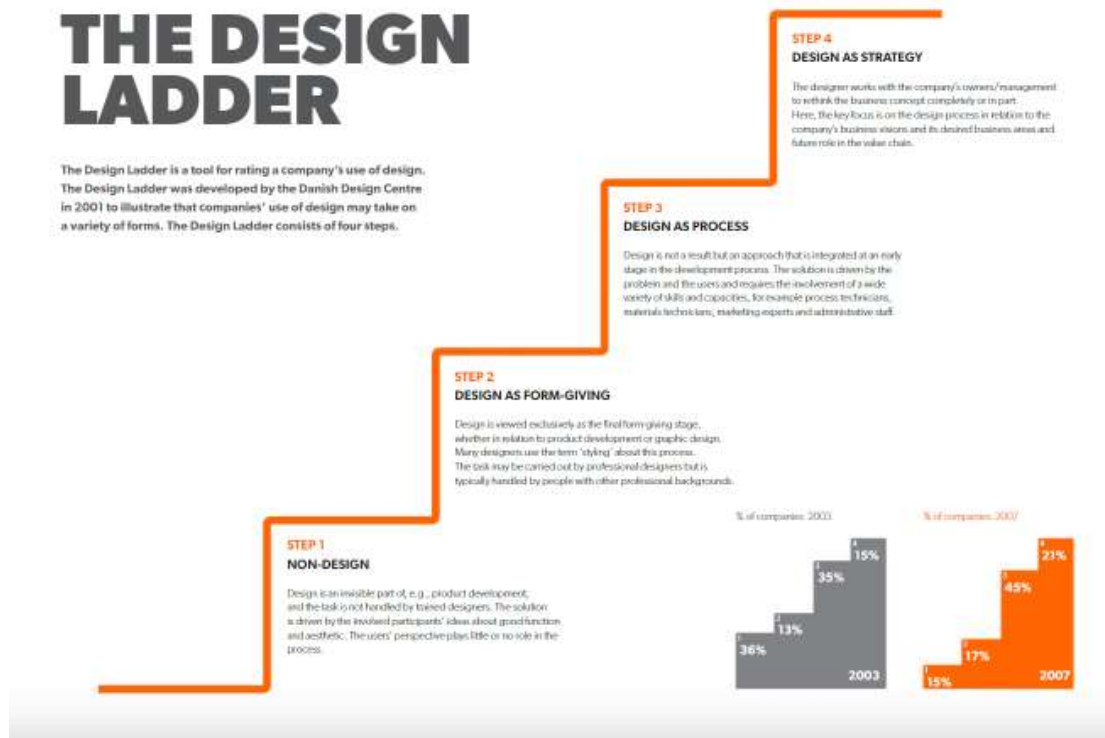 THE DESIGN
LADDER
The Design Ladder is a tool for rating a company's use of design.
The Design Ladder was developed by the Danish Design Centre
in 2001 to illustrate that companies' use of design may take on
a variety of forms. The Design Ladder consists of four steps.
STEP 4
DESIGN AS STRATEGY
The designer works with the company's owners/management
to rethink the business concept completely or in part.
Here, the key focus is on the design process in relation to the
company's business visions and its desired business areas and
future role in the value chain.
STEP 3
DESIGN AS PROCESS
Design is not a result but an approach that is integrated at an early
stage in the development process. The solution is driven by the
problem and the users and requires the involvement of a wide
variety of skills and capacities, for example process technicians,
materials technicians, marketing experts and administrative staff.
STEP 2
DESIGN AS FORM-GIVING
Design is viewed exclusively as the final form-giving stage,
whether in relation to product development or graphic design.
Many designers use the term 'styling' about this process.
The task may be carried out by professional designers but is
typically handled by people with other professional backgrounds.
STEP 1
NON-DESIGN
Design is an invisible part of, e.g., product development,
and the task is not handled by trained designers. The solution
is driven by the involved participants' ideas about good function
and aesthetic. The users' perspective plays little or no role in the
process.
% of companies 2003
4
15%
3
35%
2
13%
1
36%
2003
% of companies 2007
4
21%
3
45%
2
17%
1
15%
2007